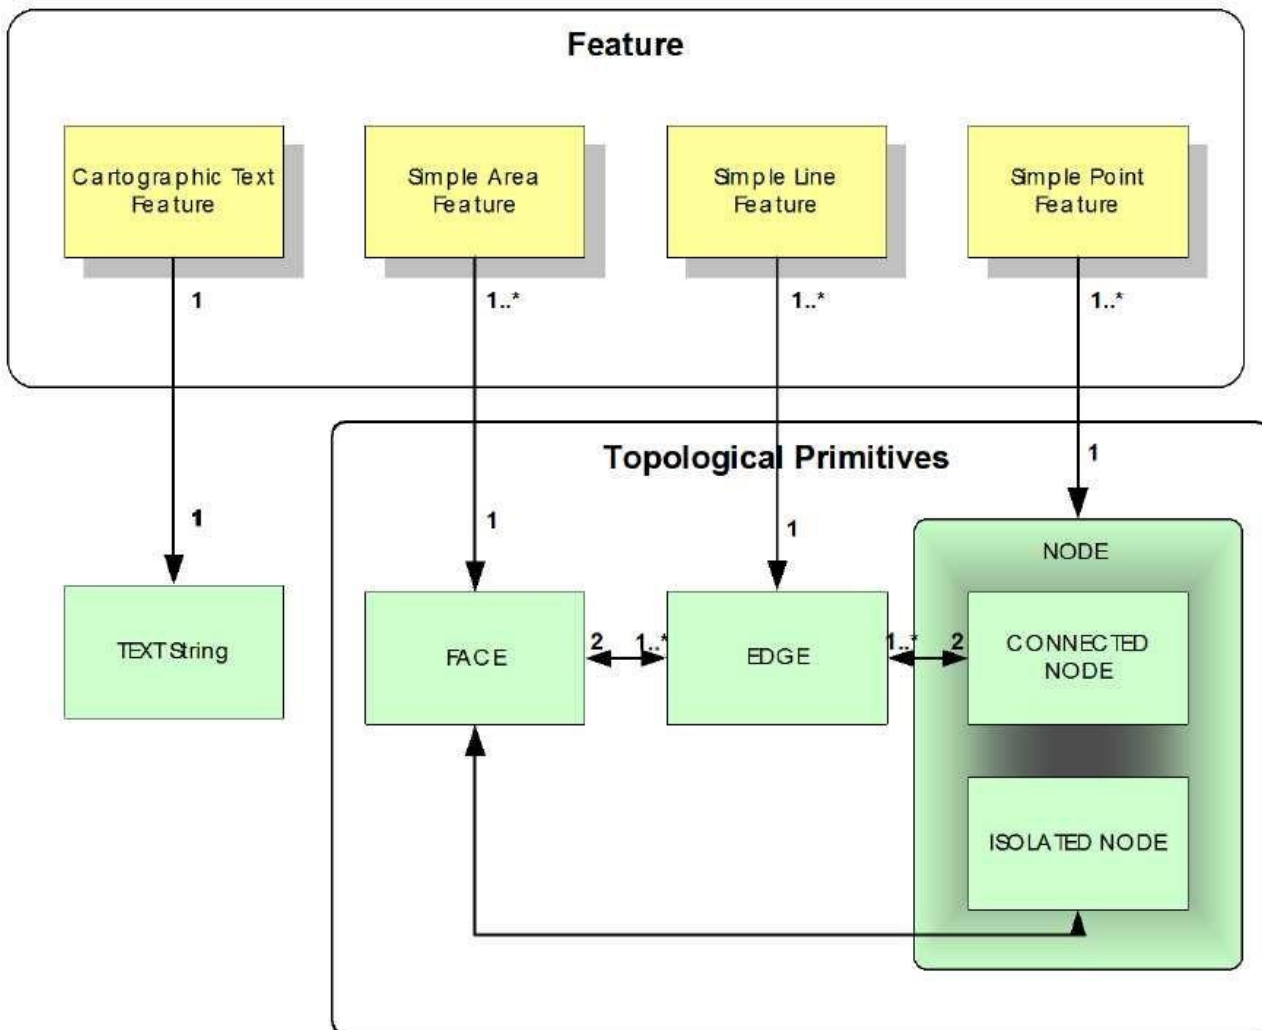 Feature
Cartographic Text
Feature
Simple Area
Feature
Simple Line
Feature
Simple Point
Feature
1
1..*
1..*
1..*
Topological Primitives
1
1
1
1
NODE
TEXT String
FACE
2
1..*
EDGE
1..*
2
CONNECTED
NODE
ISOLATED NODE